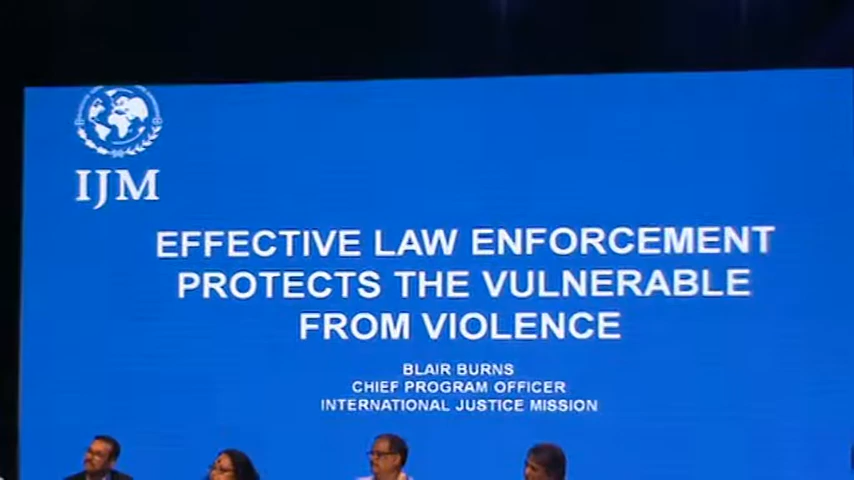 IJM
EFFECTIVE LAW ENFORCEMENT
PROTECTS THE VULNERABLE
FROM VIOLENCE
BLAIR BURNS
CHIEF PROGRAM OFFICER
INTERNATIONAL JUSTICE MISSION